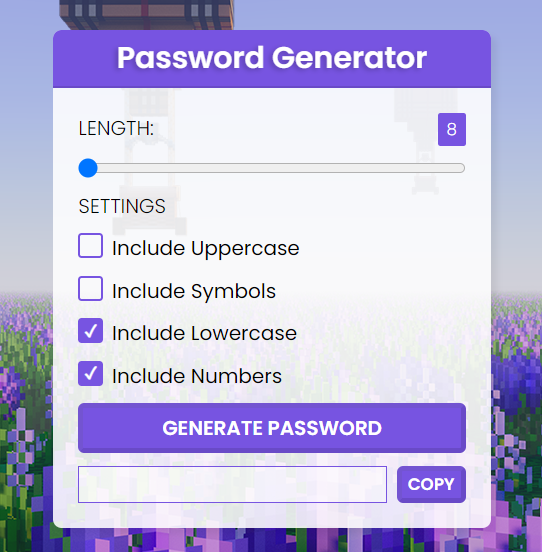 Password Generator
LENGTH: 8
SETTINGS
Include Uppercase
Include Symbols
Include Lowercase
Include Numbers
GENERATE PASSWORD
COPY